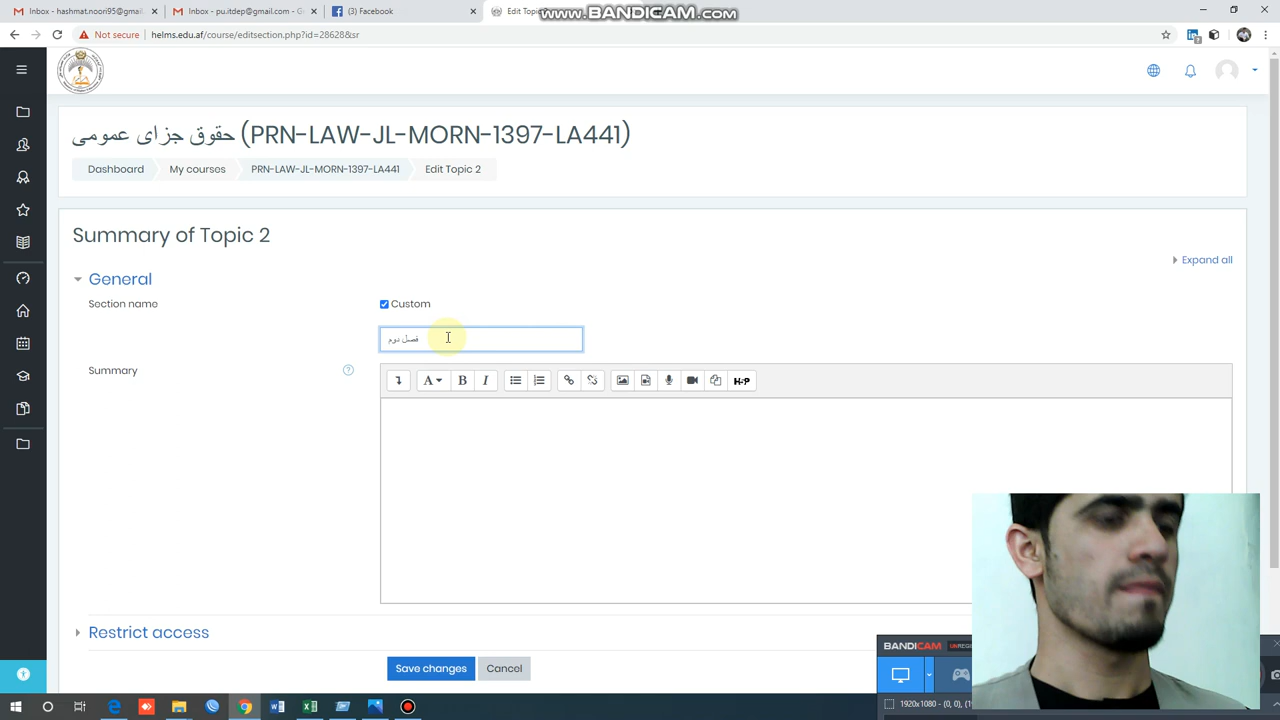 Inbox - hashmat.noori95@gmail.
Inbox - pu.itdep@gmail.com - G
(3) Facebook
Edit Topic
www.BANDICAM.com
Not secure
helms.edu.af/course/editsection.php?id=28628&sr
حقوق جزای عمومی (PRN-LAW-JL-MORN-1397-LA441)
Dashboard
My courses
PRN-LAW-JL-MORN-1397-LA441
Edit Topic 2
Summary of Topic 2
Expand all
General
Section name
Custom
فصل دوم
Summary
A
B
I
H-P
Restrict access
Save changes
Cancel
BANDICAM
1920x1080 - (0, 0), (19